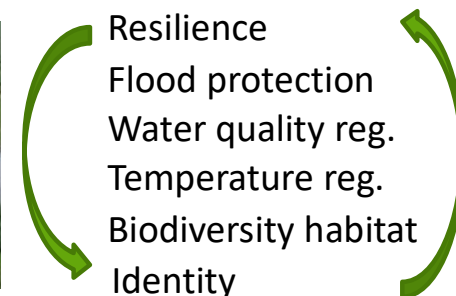 Resilience
Flood protection
Water quality reg.
Temperature reg.
Biodiversity habitat
Identity